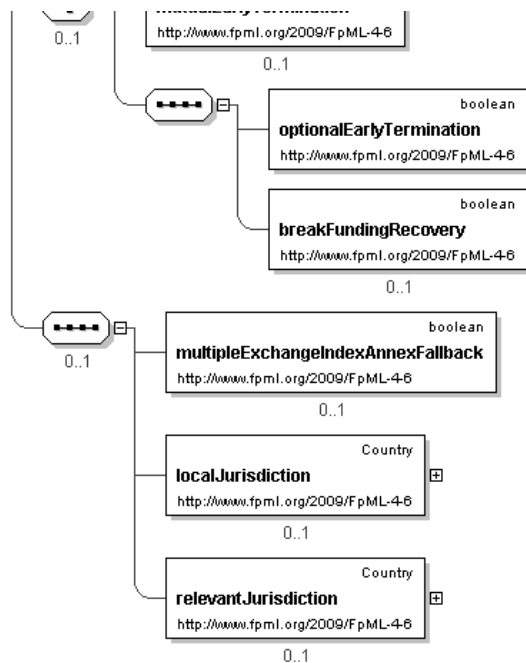 0..1
mutualEarlyTermination
http://www.fpml.org/2009/FpML-4-6
0..1
boolean
optionalEarlyTermination
http://www.fpml.org/2009/FpML-4-6
boolean
breakFundingRecovery
http://www.fpml.org/2009/FpML-4-6
0..1
0..1
boolean
multipleExchangeIndexAnnexFallback
http://www.fpml.org/2009/FpML-4-6
0..1
Country
localJurisdiction
http://www.fpml.org/2009/FpML-4-6
0..1
Country
relevantJurisdiction
http://www.fpml.org/2009/FpML-4-6
0..1